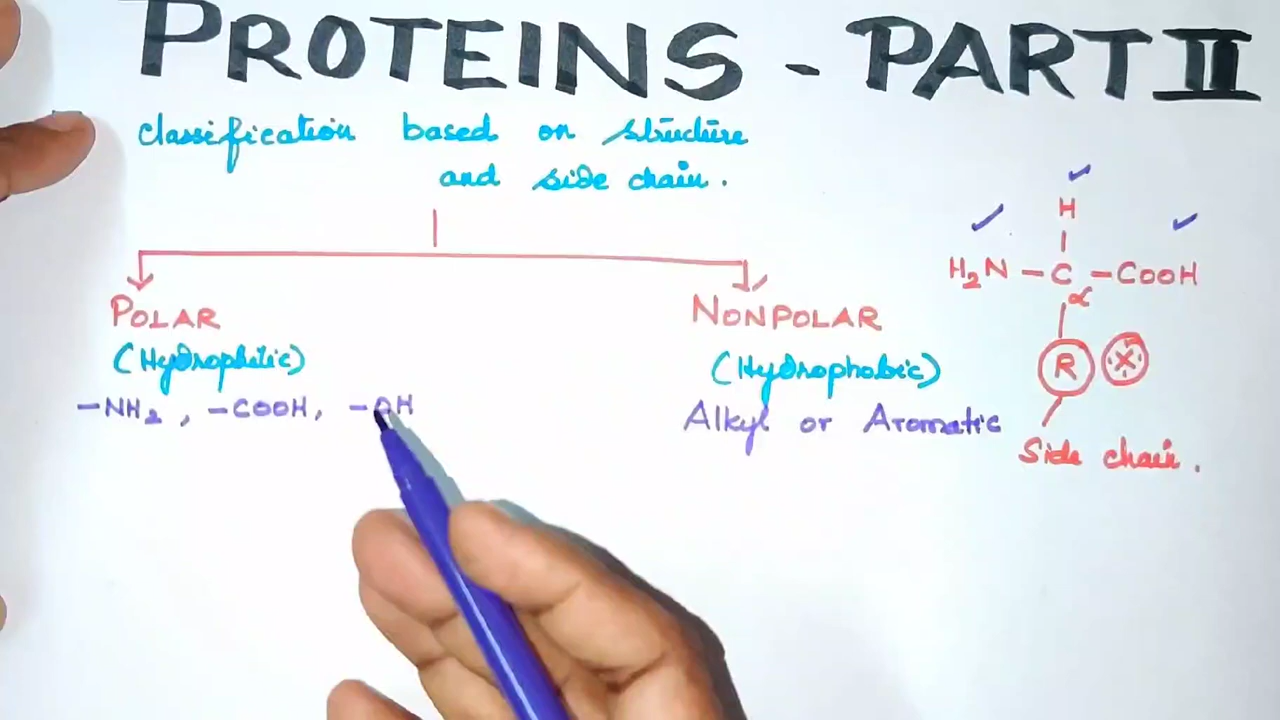 PROTEINS - PART II
classification based on structure
and side chain.
H
H₂N - C - COOH
α
POLAR
NONPOLAR
(Hydrophilic)
(Hydrophobic)
R
X
-NH₂, -COOH, -OH
Alkyl or Aromatic
Side chain.